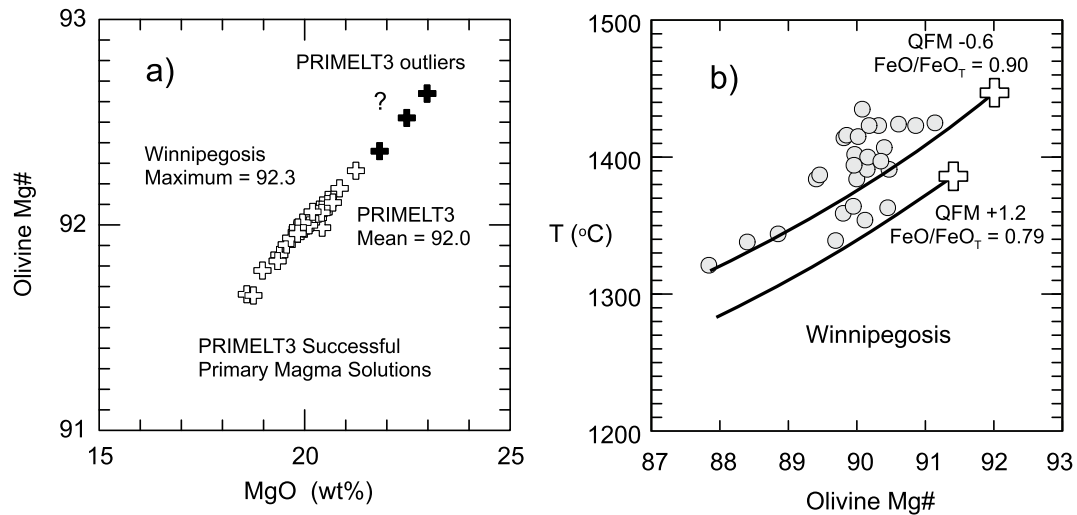 93
92
91
Olivine Mg#
a)
PRIMELT3 outliers
?
Winnipegosis
Maximum = 92.3
PRIMELT3
Mean = 92.0
PRIMELT3 Successful
Primary Magma Solutions
15
20
25
MgO (wt%)
1500
1400
T (oC)
1300
1200
b)
QFM -0.6
FeO/FeOT = 0.90
QFM +1.2
FeO/FeOT = 0.79
Winnipegosis
87
88
89
90
91
92
93
Olivine Mg#